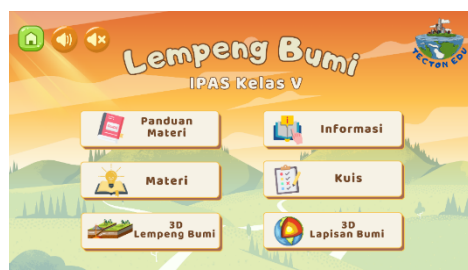 Lempeng Bumi
IPAS Kelas V
TECTON EDU
Panduan
Materi
Informasi
Materi
Kuis
3D
Lempeng Bumi
3D
Lapisan Bumi